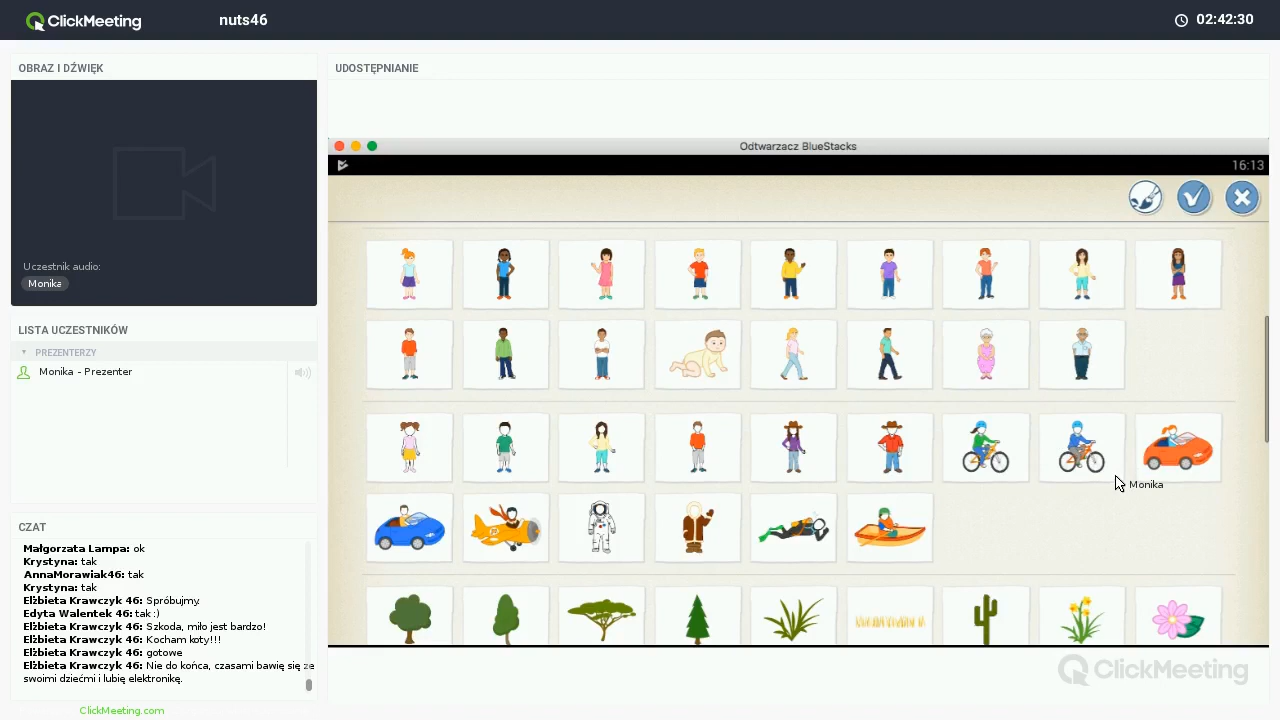 ClickMeeting
nuts46
02:42:30
OBRAZ I DŹWIĘK
Uczestnik audio:
Monika
LISTA UCZESTNIKÓW
PREZENTERZY
Monika - Prezenter
CZAT
Małgorzata Lampa: ok
Krystyna: tak
AnnaMorawiak46: tak
Krystyna: tak
Elżbieta Krawczyk 46: Spróbujmy.
Edyta Walentek 46: tak :)
Elżbieta Krawczyk 46: Szkoda, miło jest bardzo!
Elżbieta Krawczyk 46: Kocham koty!!!
Elżbieta Krawczyk 46: gotowe
Elżbieta Krawczyk 46: Nie do końca, czasami bawię się ze
swoimi dziećmi i lubię elektronikę.
ClickMeeting.com
UDOSTĘPNIANIE
Odtwarzacz BlueStacks
16:13
Monika
ClickMeeting